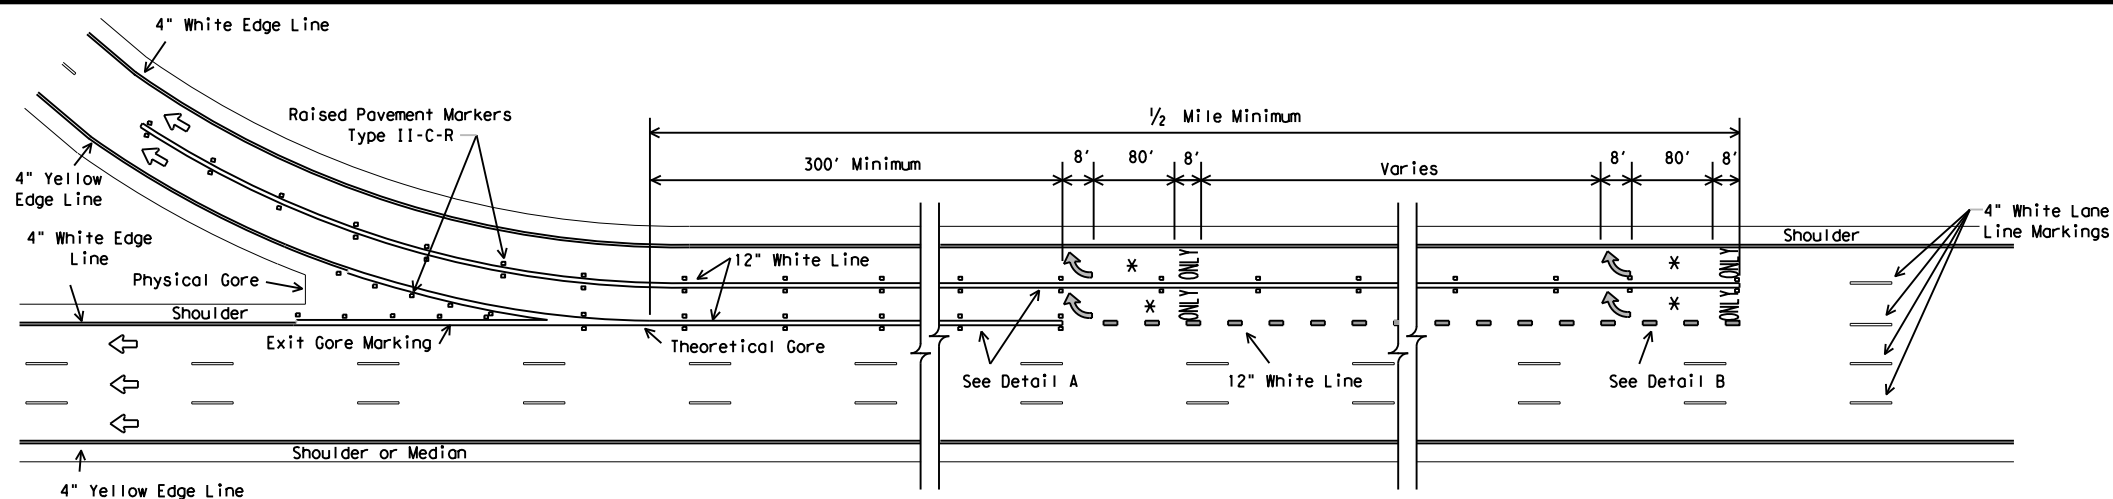 4" White Edge Line
Raised Pavement Markers
Type II-C-R
½ Mile Minimum
300' Minimum
8'
80'
8'
Varies
8'
80'
8'
4" Yellow
Edge Line
4" White Edge
Line
Physical Gore
Shoulder
Exit Gore Marking
12" White Line
Theoretical Gore
*
ONLY
*
ONLY
*
ONLY
*
ONLY
Shoulder
4" White Lane
Line Markings
See Detail A
12" White Line
See Detail B
Shoulder or Median
4" Yellow Edge Line